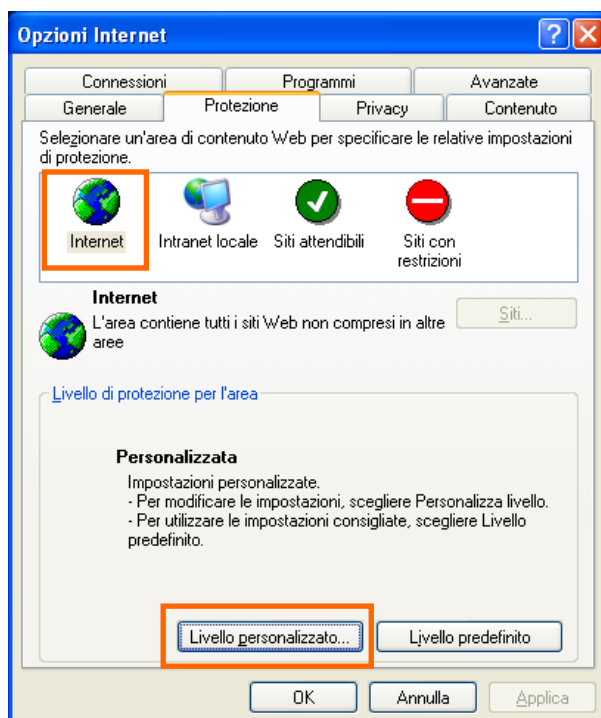 Opzioni Internet
Connessioni Programmi Avanzate
Generale Protezione Privacy Contenuto
Selezionare un'area di contenuto Web per specificare le relative impostazioni
di protezione.
Internet Intranet locale Siti attendibili Siti con
restrizioni
Internet
L'area contiene tutti i siti Web non compresi in altre
aree
Siti...
Livello di protezione per l'area
Personalizzata
Impostazioni personalizzate.
- Per modificare le impostazioni, scegliere Personalizza livello.
- Per utilizzare le impostazioni consigliate, scegliere Livello
predefinito.
Livello personalizzato... Livello predefinito
OK Annulla Applica